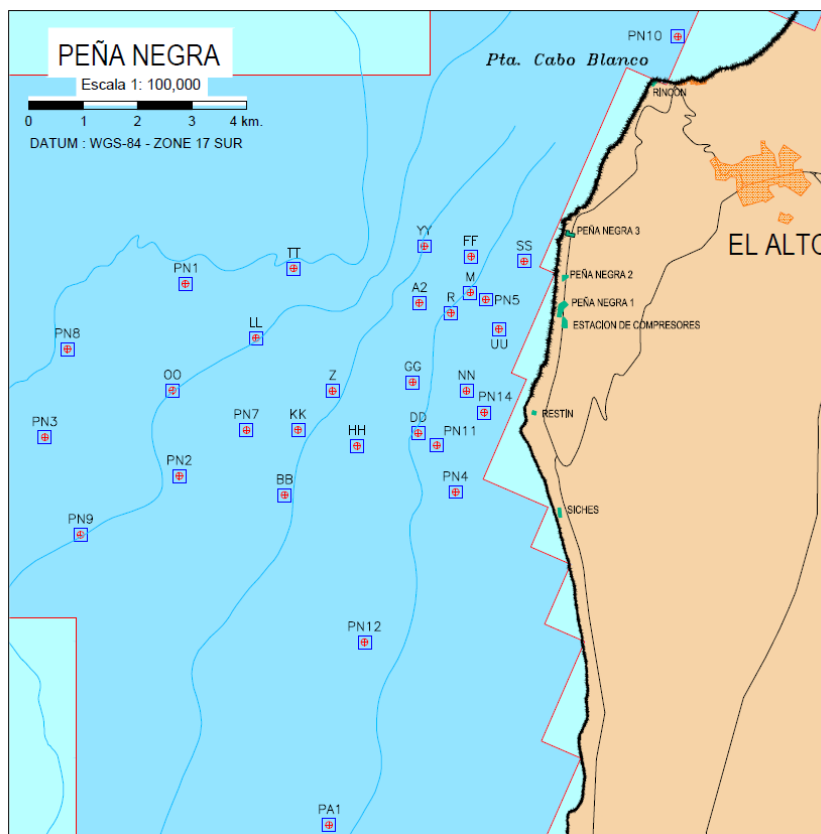 PEÑA NEGRA
Escala 1: 100,000
0 1 2 3 4 km.
DATUM : WGS-84 - ZONE 17 SUR
PN10
Pta. Cabo Blanco
RINCON
EL ALTO
PEÑA NEGRA 3
PEÑA NEGRA 2
PEÑA NEGRA 1
ESTACION DE COMPRESORES
YY
FF
SS
TT
PN1
A2
M
PN5
R
UU
LL
PN8
OO
Z
GG
NN
PN14
RESTÍN
PN3
PN7
KK
HH
DD
PN11
PN2
BB
PN4
SICHES
PN9
PN12
PA1